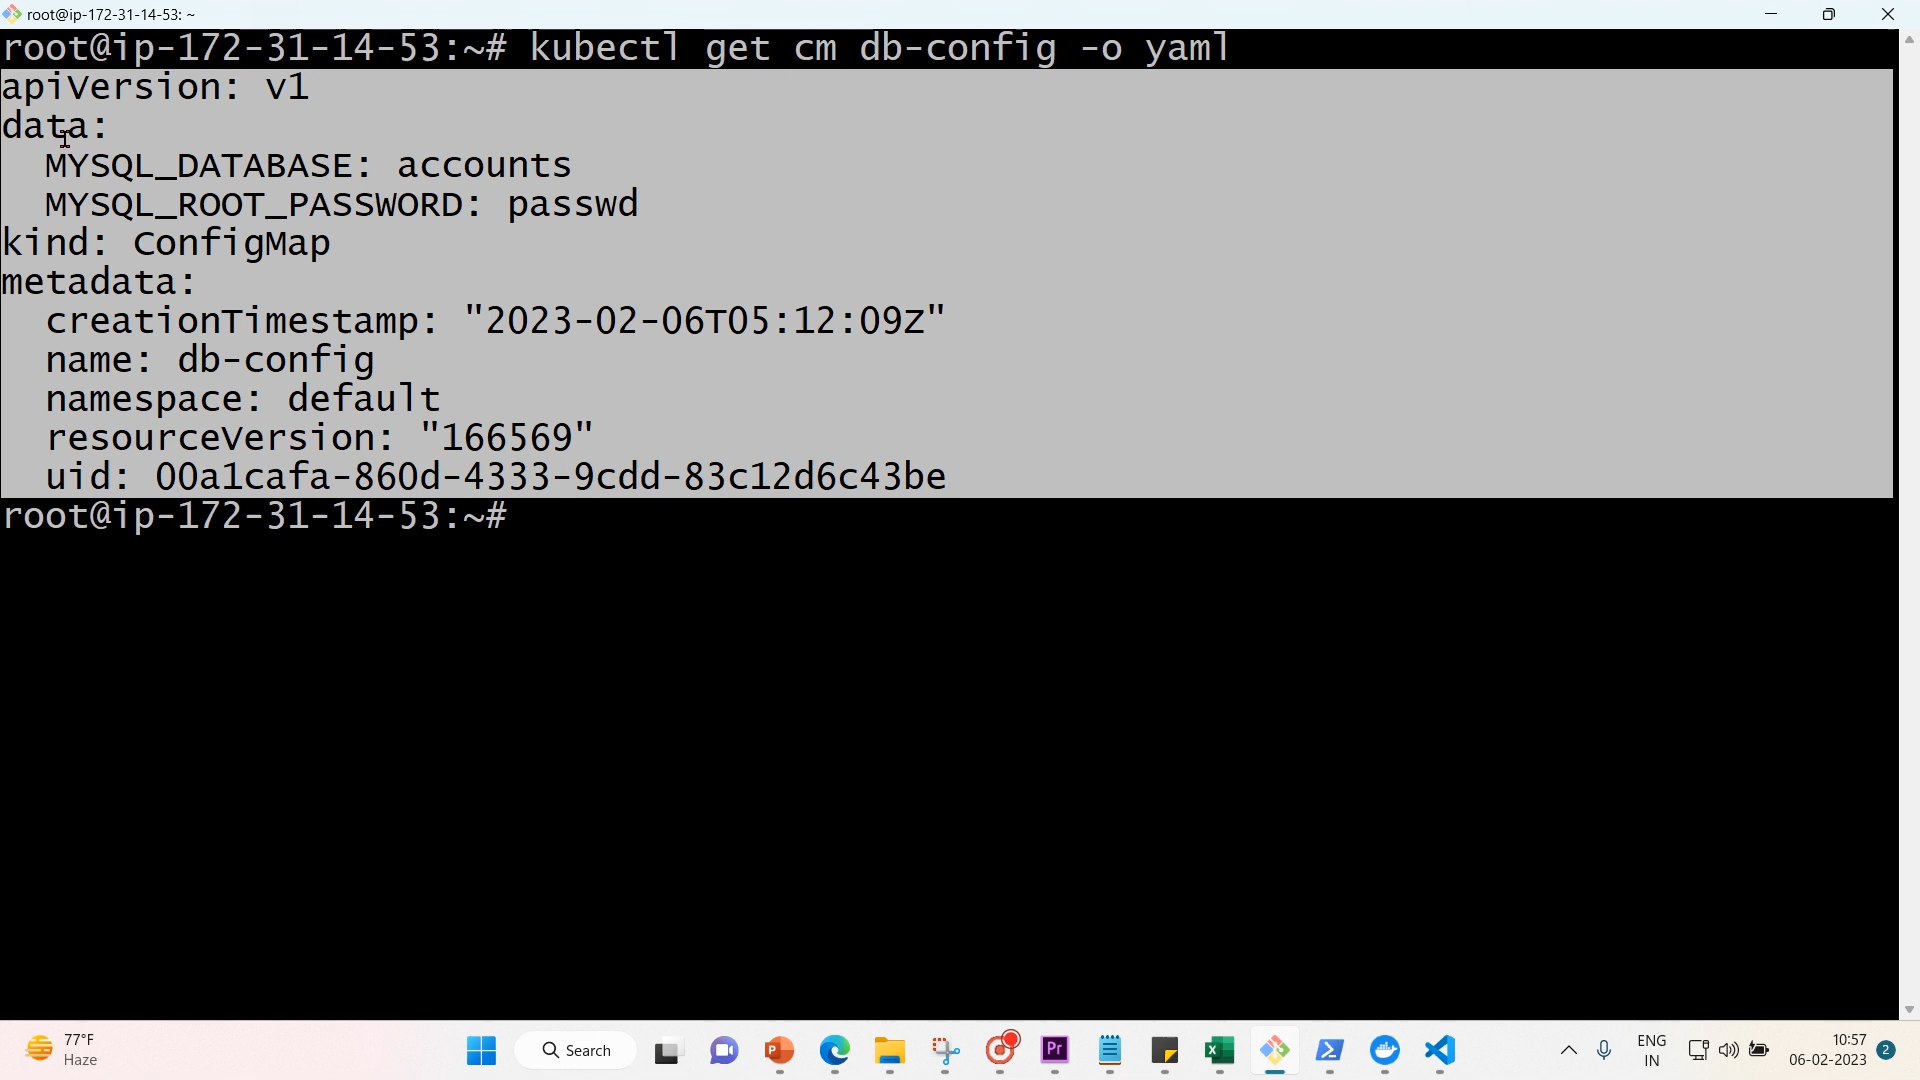 root@ip-172-31-14-53: ~
root@ip-172-31-14-53:~# kubectl get cm db-config -o yaml
apiVersion: v1
data:
  MYSQL_DATABASE: accounts
  MYSQL_ROOT_PASSWORD: passwd
kind: ConfigMap
metadata:
  creationTimestamp: "2023-02-06T05:12:09Z"
  name: db-config
  namespace: default
  resourceVersion: "166569"
  uid: 00a1cafa-860d-4333-9cdd-83c12d6c43be
root@ip-172-31-14-53:~#
77°F
Haze
Search
P
Pr
X
ENG
IN
10:57
06-02-2023
2